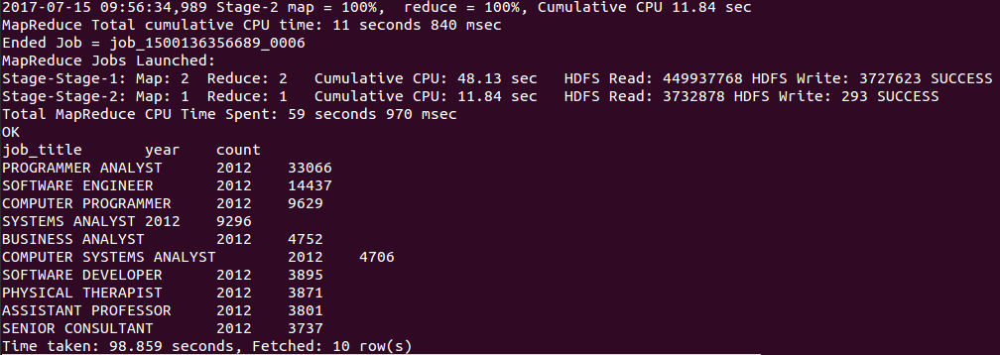 2017-07-15 09:56:34,989 Stage-2 map = 100%,  reduce = 100%, Cumulative CPU 11.84 sec
MapReduce Total cumulative CPU time: 11 seconds 840 msec
Ended Job = job_1500136356689_0006
MapReduce Jobs Launched:
Stage-Stage-1: Map: 2  Reduce: 2   Cumulative CPU: 48.13 sec   HDFS Read: 449937768 HDFS Write: 3727623 SUCCESS
Stage-Stage-2: Map: 1  Reduce: 1   Cumulative CPU: 11.84 sec   HDFS Read: 3732878 HDFS Write: 293 SUCCESS
Total MapReduce CPU Time Spent: 59 seconds 970 msec
OK
job_title       year    count
PROGRAMMER ANALYST      2012    33066
SOFTWARE ENGINEER       2012    14437
COMPUTER PROGRAMMER     2012    9629
SYSTEMS ANALYST 2012    9296
BUSINESS ANALYST        2012    4752
COMPUTER SYSTEMS ANALYST        2012    4706
SOFTWARE DEVELOPER      2012    3895
PHYSICAL THERAPIST      2012    3871
ASSISTANT PROFESSOR     2012    3801
SENIOR CONSULTANT       2012    3737
Time taken: 98.859 seconds, Fetched: 10 row(s)